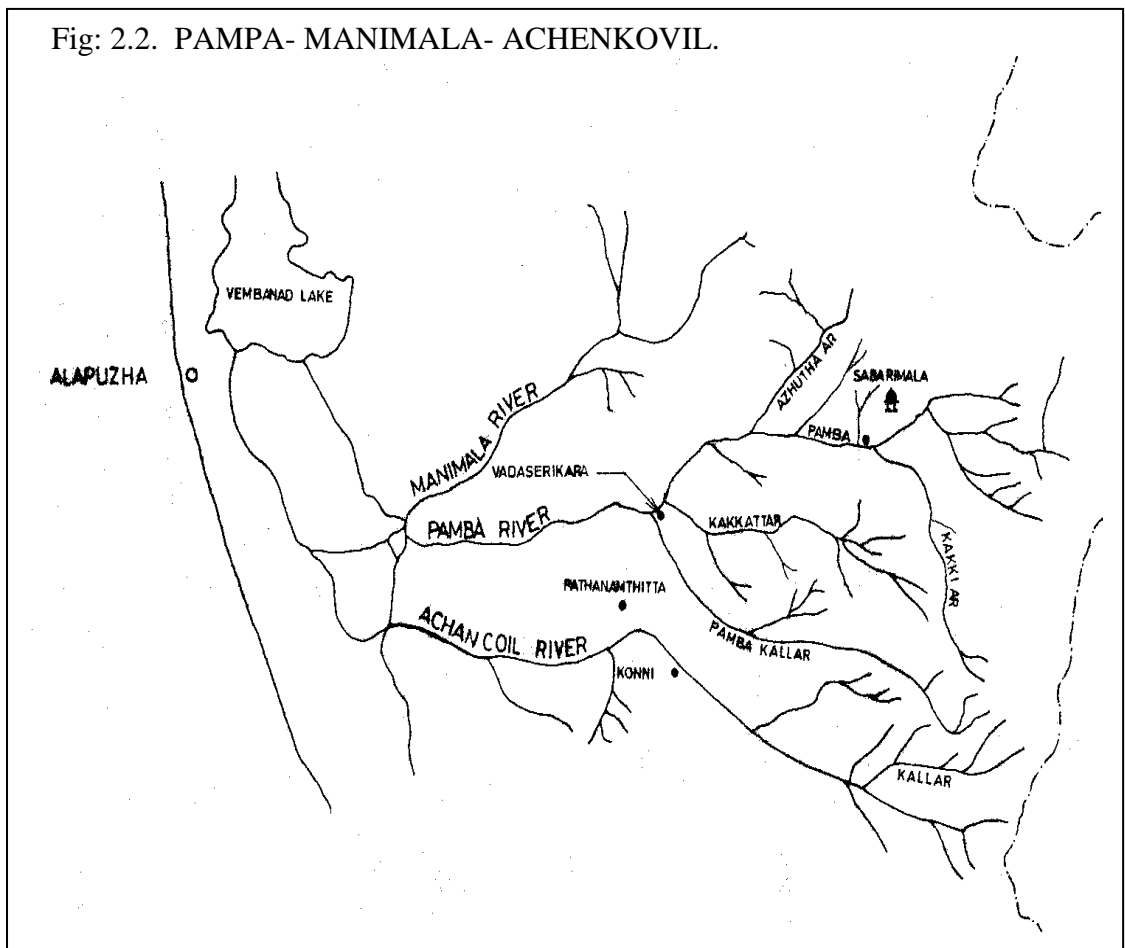 Fig: 2.2. PAMPA- MANIMALA- ACHENKOVIL.
VEMBANAD LAKE
ALAPUZHA
MANIMALA RIVER
AZHUTHA AR
SABARIMALA
PAMBA
VADASERIKARA
PAMBA RIVER
KAKKATTAR
KAKKI AR
PATHANAMTHITTA
ACHAN COIL RIVER
PAMBA KALLAR
KONNI
KALLAR